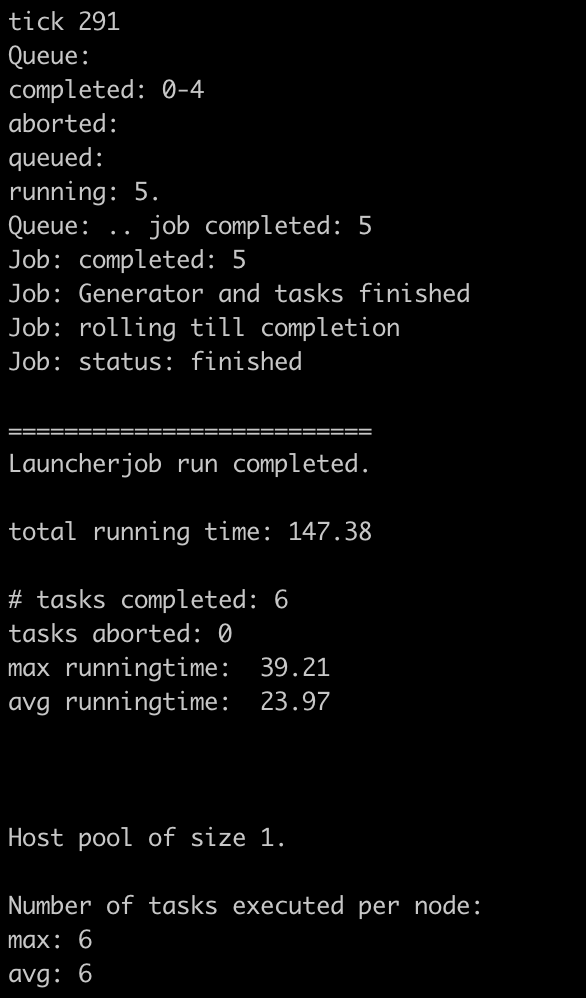 tick 291
Queue:
completed: 0-4
aborted:
queued:
running: 5.
Queue: .. job completed: 5
Job: completed: 5
Job: Generator and tasks finished
Job: rolling till completion
Job: status: finished
==========================
Launcherjob run completed.
total running time: 147.38
# tasks completed: 6
tasks aborted: 0
max runningtime:  39.21
avg runningtime:  23.97
Host pool of size 1.
Number of tasks executed per node:
max: 6
avg: 6